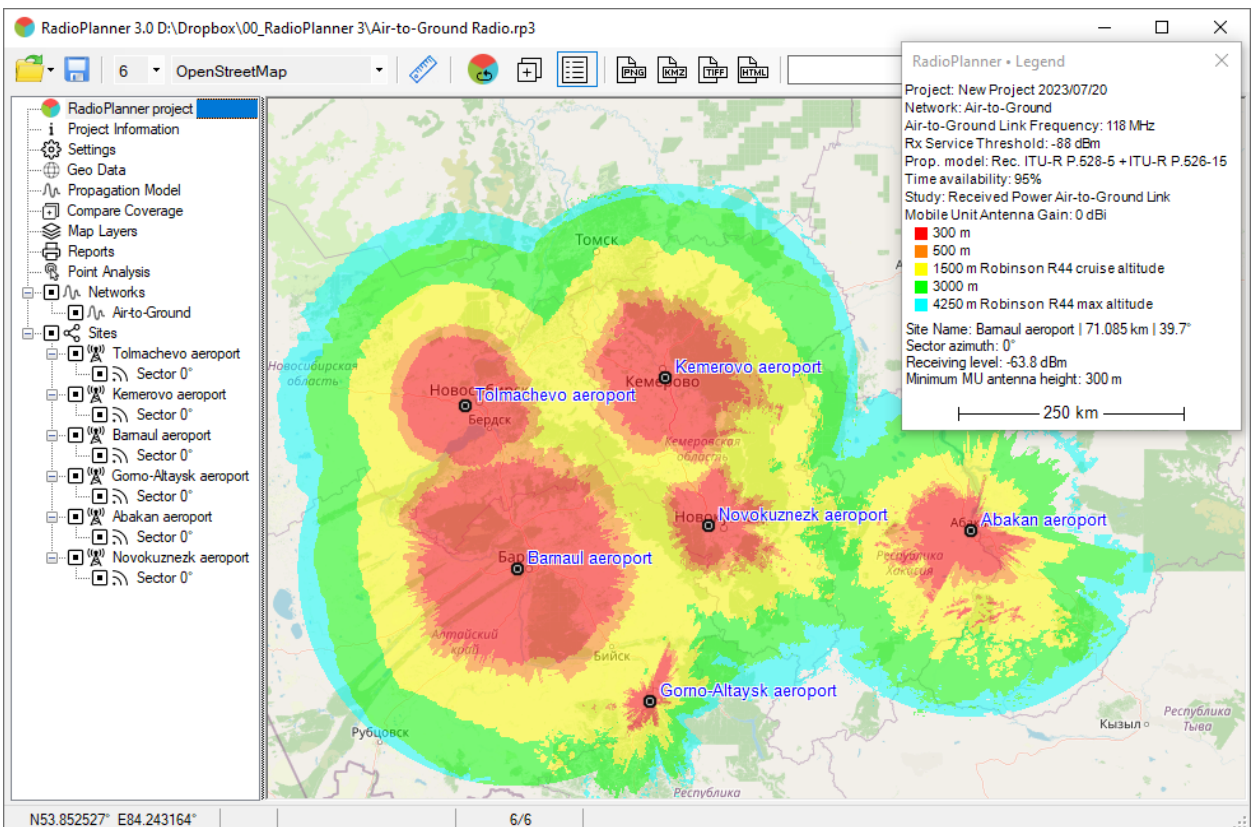 RadioPlanner 3.0 D:\Dropbox\00_RadioPlanner 3\Air-to-Ground Radio.rp3
6
OpenStreetMap
PNG
KMZ
TIFF
HTML
RadioPlanner project
Project Information
Settings
Geo Data
Propagation Model
Compare Coverage
Map Layers
Reports
Point Analysis
Networks
Air-to-Ground
Sites
Tolmachevo aeroport
Sector 0°
Kemerovo aeroport
Sector 0°
Barnaul aeroport
Sector 0°
Gorno-Altaysk aeroport
Sector 0°
Abakan aeroport
Sector 0°
Novokuznezk aeroport
Sector 0°
RadioPlanner • Legend
Project: New Project 2023/07/20
Network: Air-to-Ground
Air-to-Ground Link Frequency: 118 MHz
Rx Service Threshold: -88 dBm
Prop. model: Rec. ITU-R P.528-5 + ITU-R P.526-15
Time availability: 95%
Study: Received Power Air-to-Ground Link
Mobile Unit Antenna Gain: 0 dBi
300 m
500 m
1500 m Robinson R44 cruise altitude
3000 m
4250 m Robinson R44 max altitude
Site Name: Barnaul aeroport | 71.085 km | 39.7°
Sector azimuth: 0°
Receiving level: -63.8 dBm
Minimum MU antenna height: 300 m
250 km
Томск
Новосибирская
область
Kemerovo aeroport
Кемерово
Tolmachevo aeroport
Бердск
Кемеровская
область
Novokuznezk aeroport
Abakan aeroport
Республика
Хакасия
Barnaul aeroport
Алтайский
край
Бийск
Gorno-Altaysk aeroport
Рубцовск
Кызыл
Республика
Тыва
Республика
N53.852527° E84.243164°
6/6